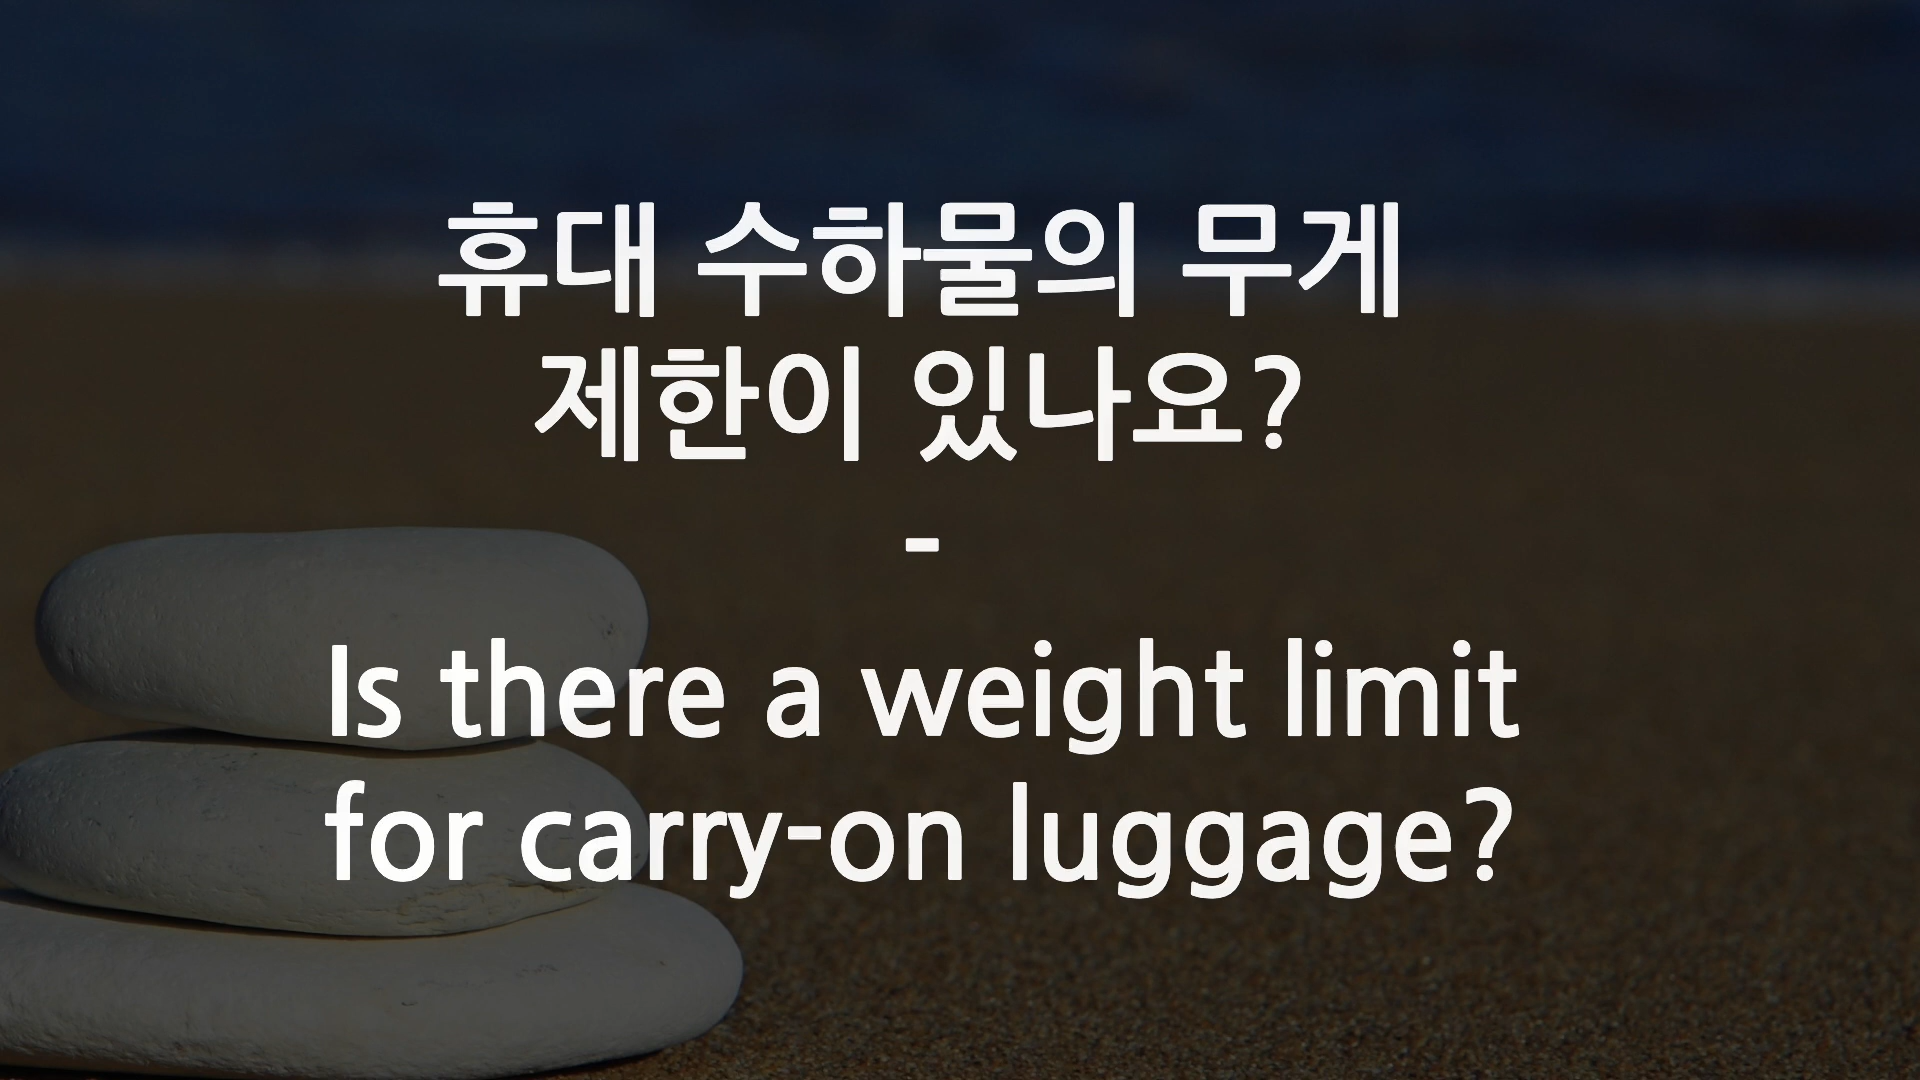 휴대 수하물의 무게
제한이 있나요?
-
Is there a weight limit
for carry-on luggage?